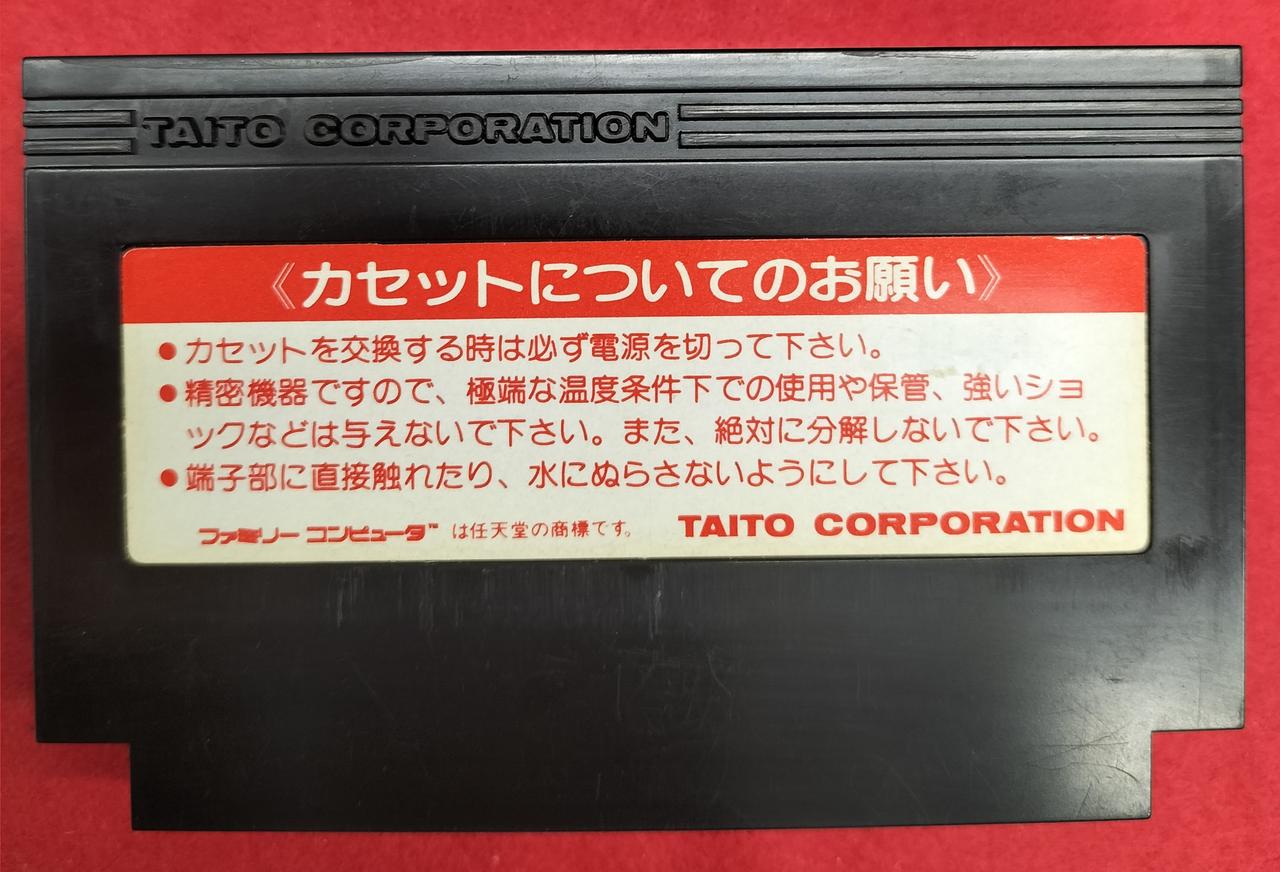 TAITO CORPORATION
《カセットについてのお願い》
●カセットを交換する時は必ず電源を切って下さい。
●精密機器ですので、極端な温度条件下での使用や保管、強いショ
ックなどは与えないで下さい。また、絶対に分解しないで下さい。
●端子部に直接触れたり、水にぬらさないようにして下さい。
ファミリーコンピュータ™ は任天堂の商標です。 TAITO CORPORATION